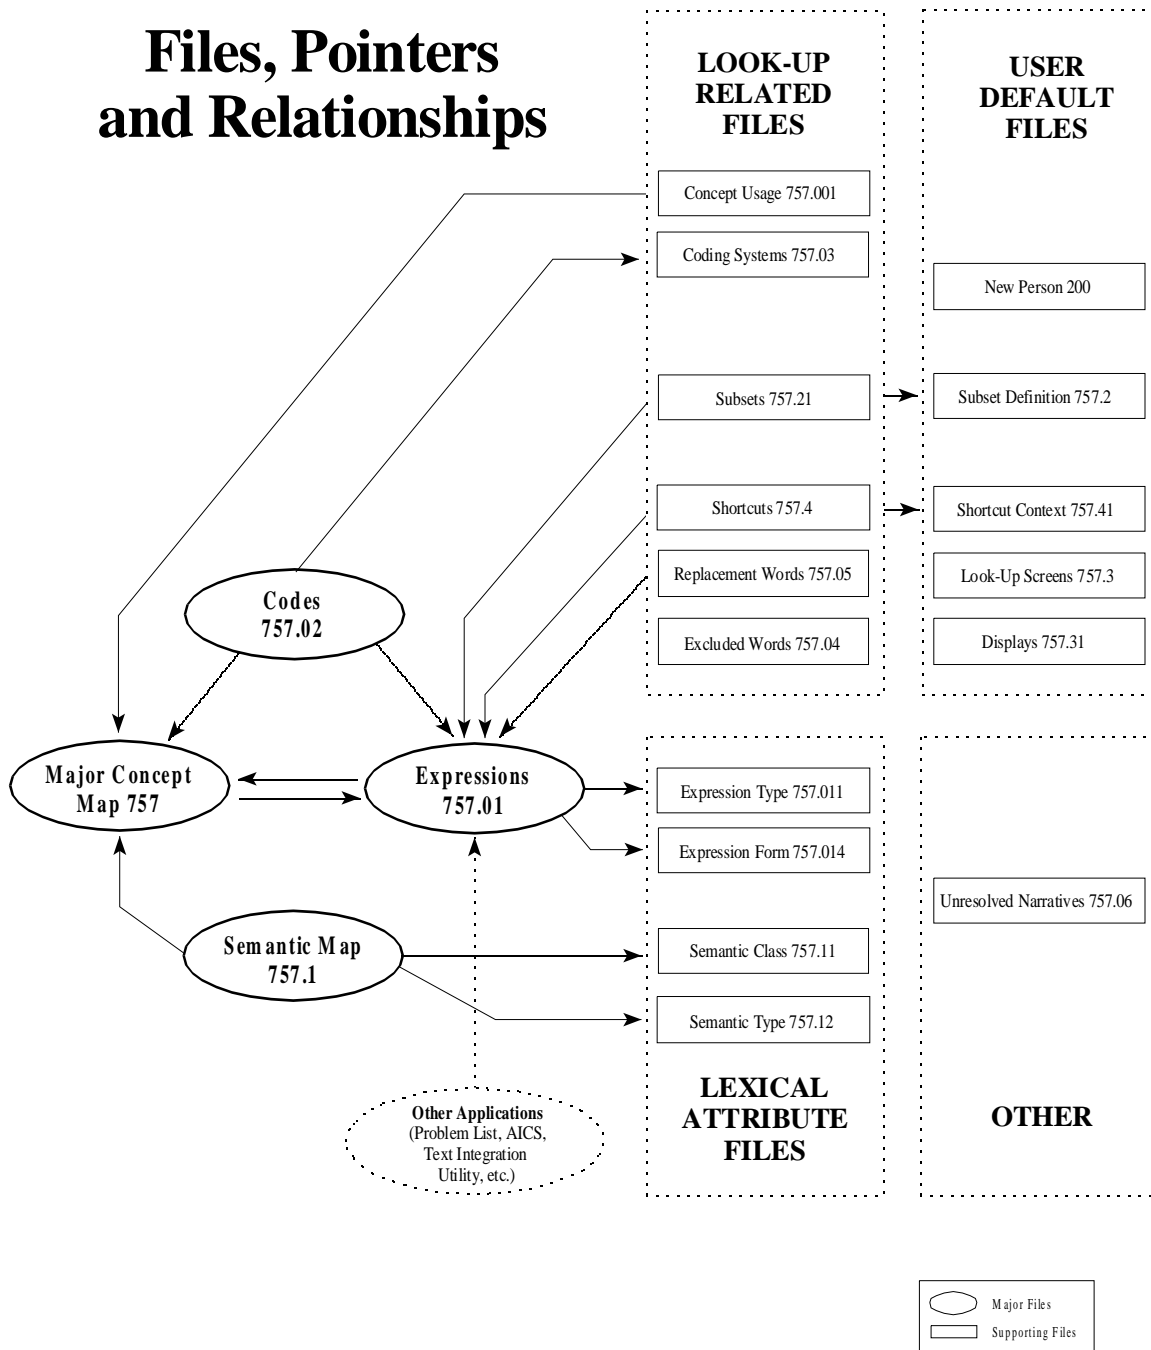 Files, Pointers
and Relationships
LOOK-UP
RELATED
FILES
USER
DEFAULT
FILES
Concept Usage 757.001
Coding Systems 757.03
New Person 200
Subsets 757.21
Subset Definition 757.2
Shortcuts 757.4
Shortcut Context 757.41
Replacement Words 757.05
Look-Up Screens 757.3
Excluded Words 757.04
Displays 757.31
Codes
757.02
Major Concept
Map 757
Expressions
757.01
Expression Type 757.011
Expression Form 757.014
Unresolved Narratives 757.06
Semantic Map
757.1
Semantic Class 757.11
Semantic Type 757.12
LEXICAL
ATTRIBUTE
FILES
OTHER
Other Applications
(Problem List, AICS,
Text Integration
Utility, etc.)
Major Files
Supporting Files